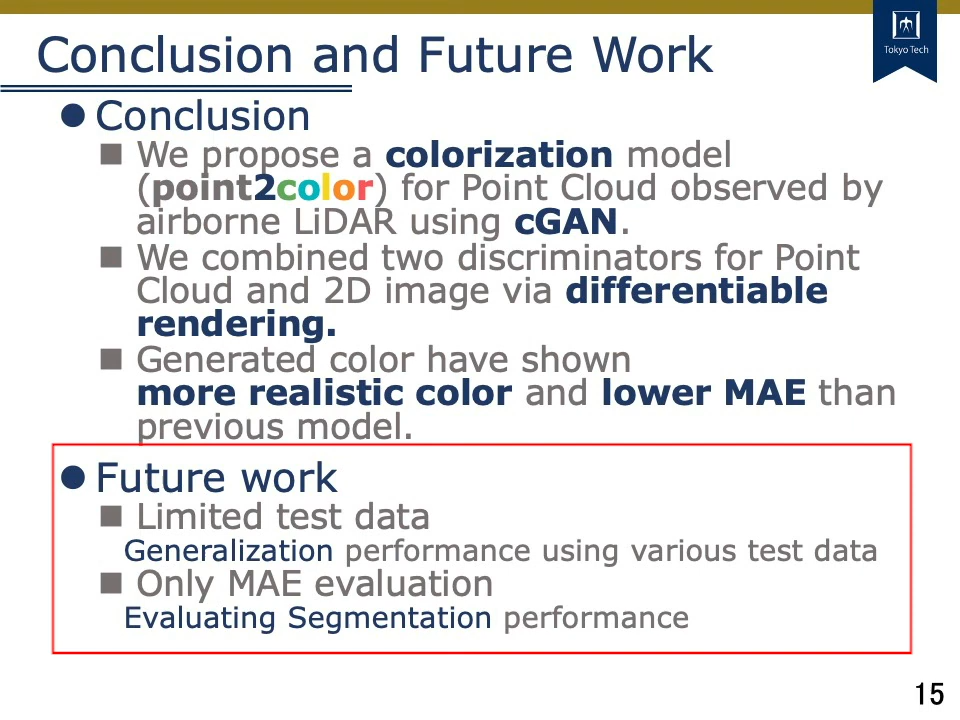 Tokyo Tech
Conclusion and Future Work
Conclusion
We propose a colorization model
(point2color) for Point Cloud observed by
airborne LiDAR using cGAN.
We combined two discriminators for Point
Cloud and 2D image via differentiable
rendering.
Generated color have shown
more realistic color and lower MAE than
previous model.
Future work
Limited test data
Generalization performance using various test data
Only MAE evaluation
Evaluating Segmentation performance
15